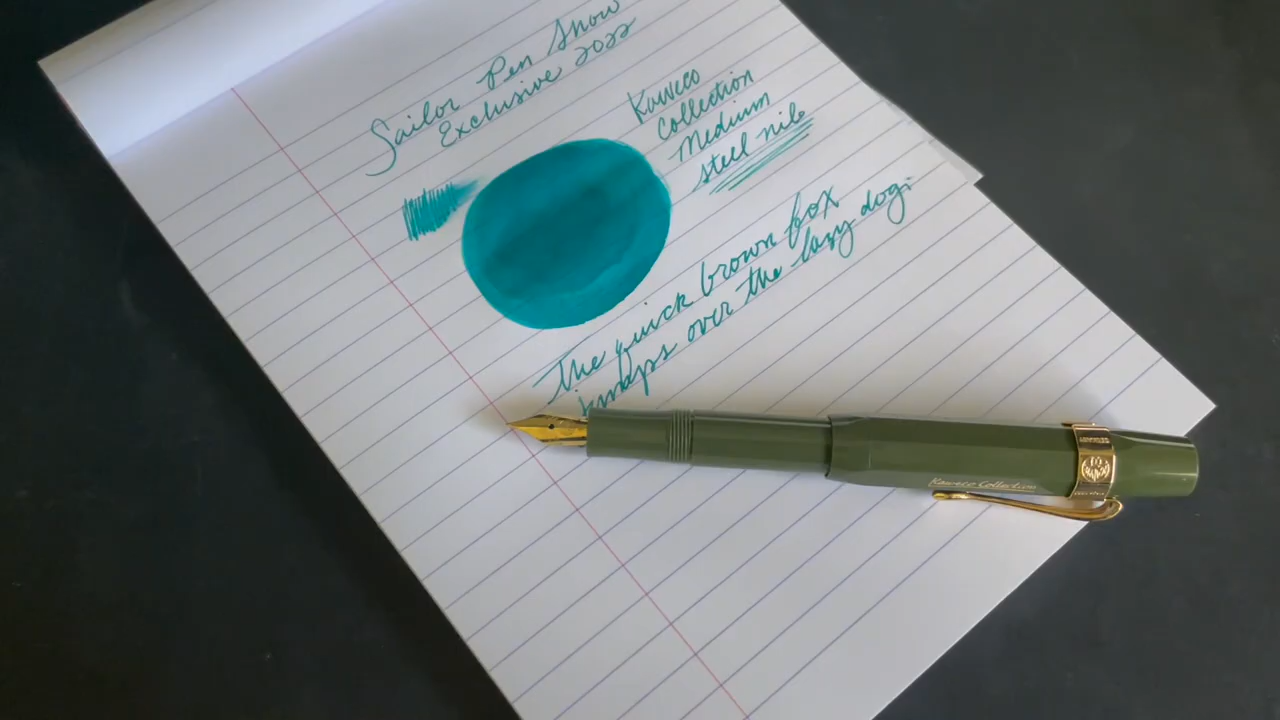 Sailor Pen Show
Exclusive 2022
Kaweco
Collection
Medium
steel nib
The quick brown fox
jumps over the lazy dog.
Kaweco Collection